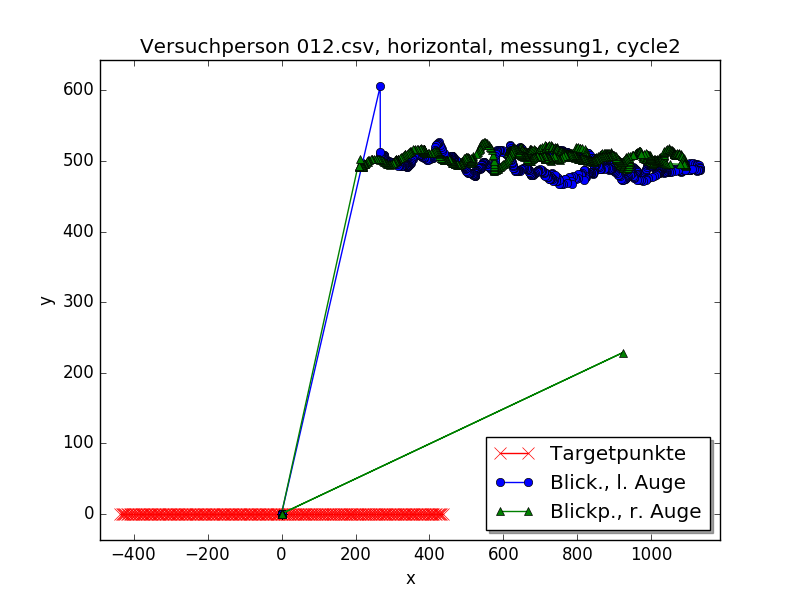 Versuchperson 012.csv, horizontal, messung1, cycle2
600
500
400
300
200
100
0
y
−400 −200 0 200 400 600 800 1000
x
Targetpunkte
Blick., l. Auge
Blickp., r. Auge